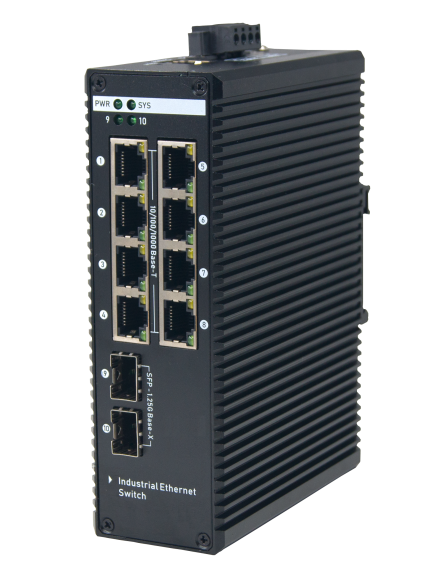 PWR SYS
9 10
1 5
2 6
3 7
4 8
10/100/1000 Base-T
9
10
SFP - 1.25G Base-X
Industrial Ethernet
Switch